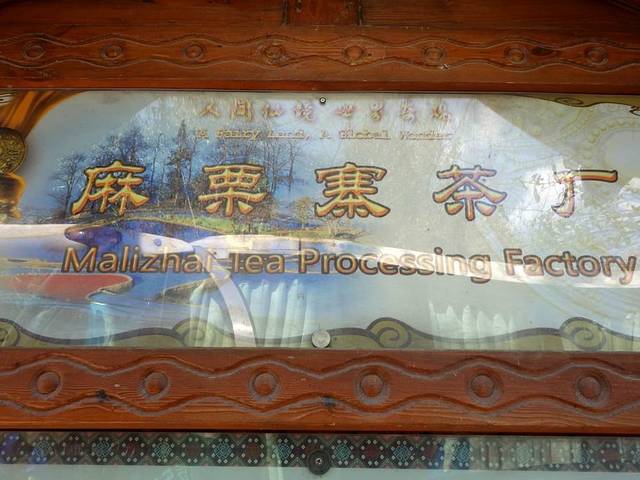 人间秘境 世界奇观
A Fairy Land, A Global Wonder
麻栗寨茶厂
Malizhai Tea Processing Factory